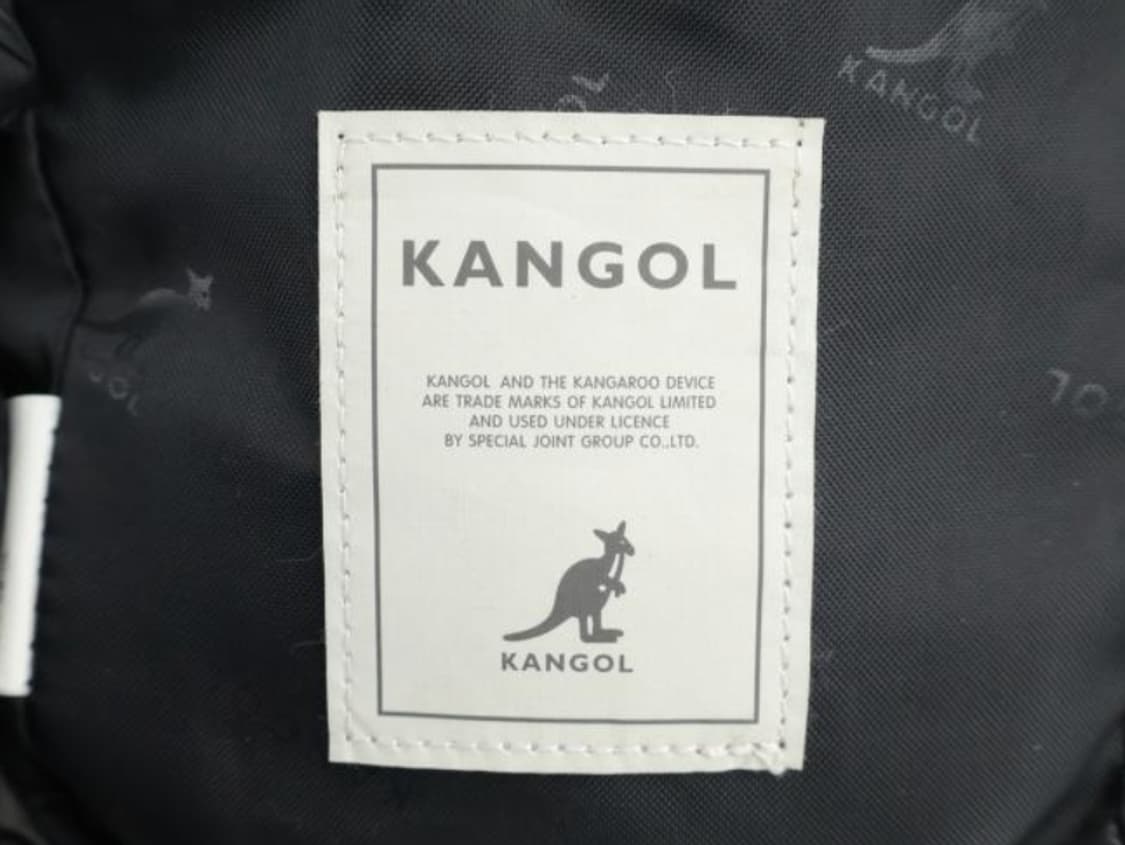 KANGOL
KANGOL
KANGOL AND THE KANGAROO DEVICE
ARE TRADE MARKS OF KANGOL LIMITED
AND USED UNDER LICENCE
BY SPECIAL JOINT GROUP CO.,LTD.
KANGOL